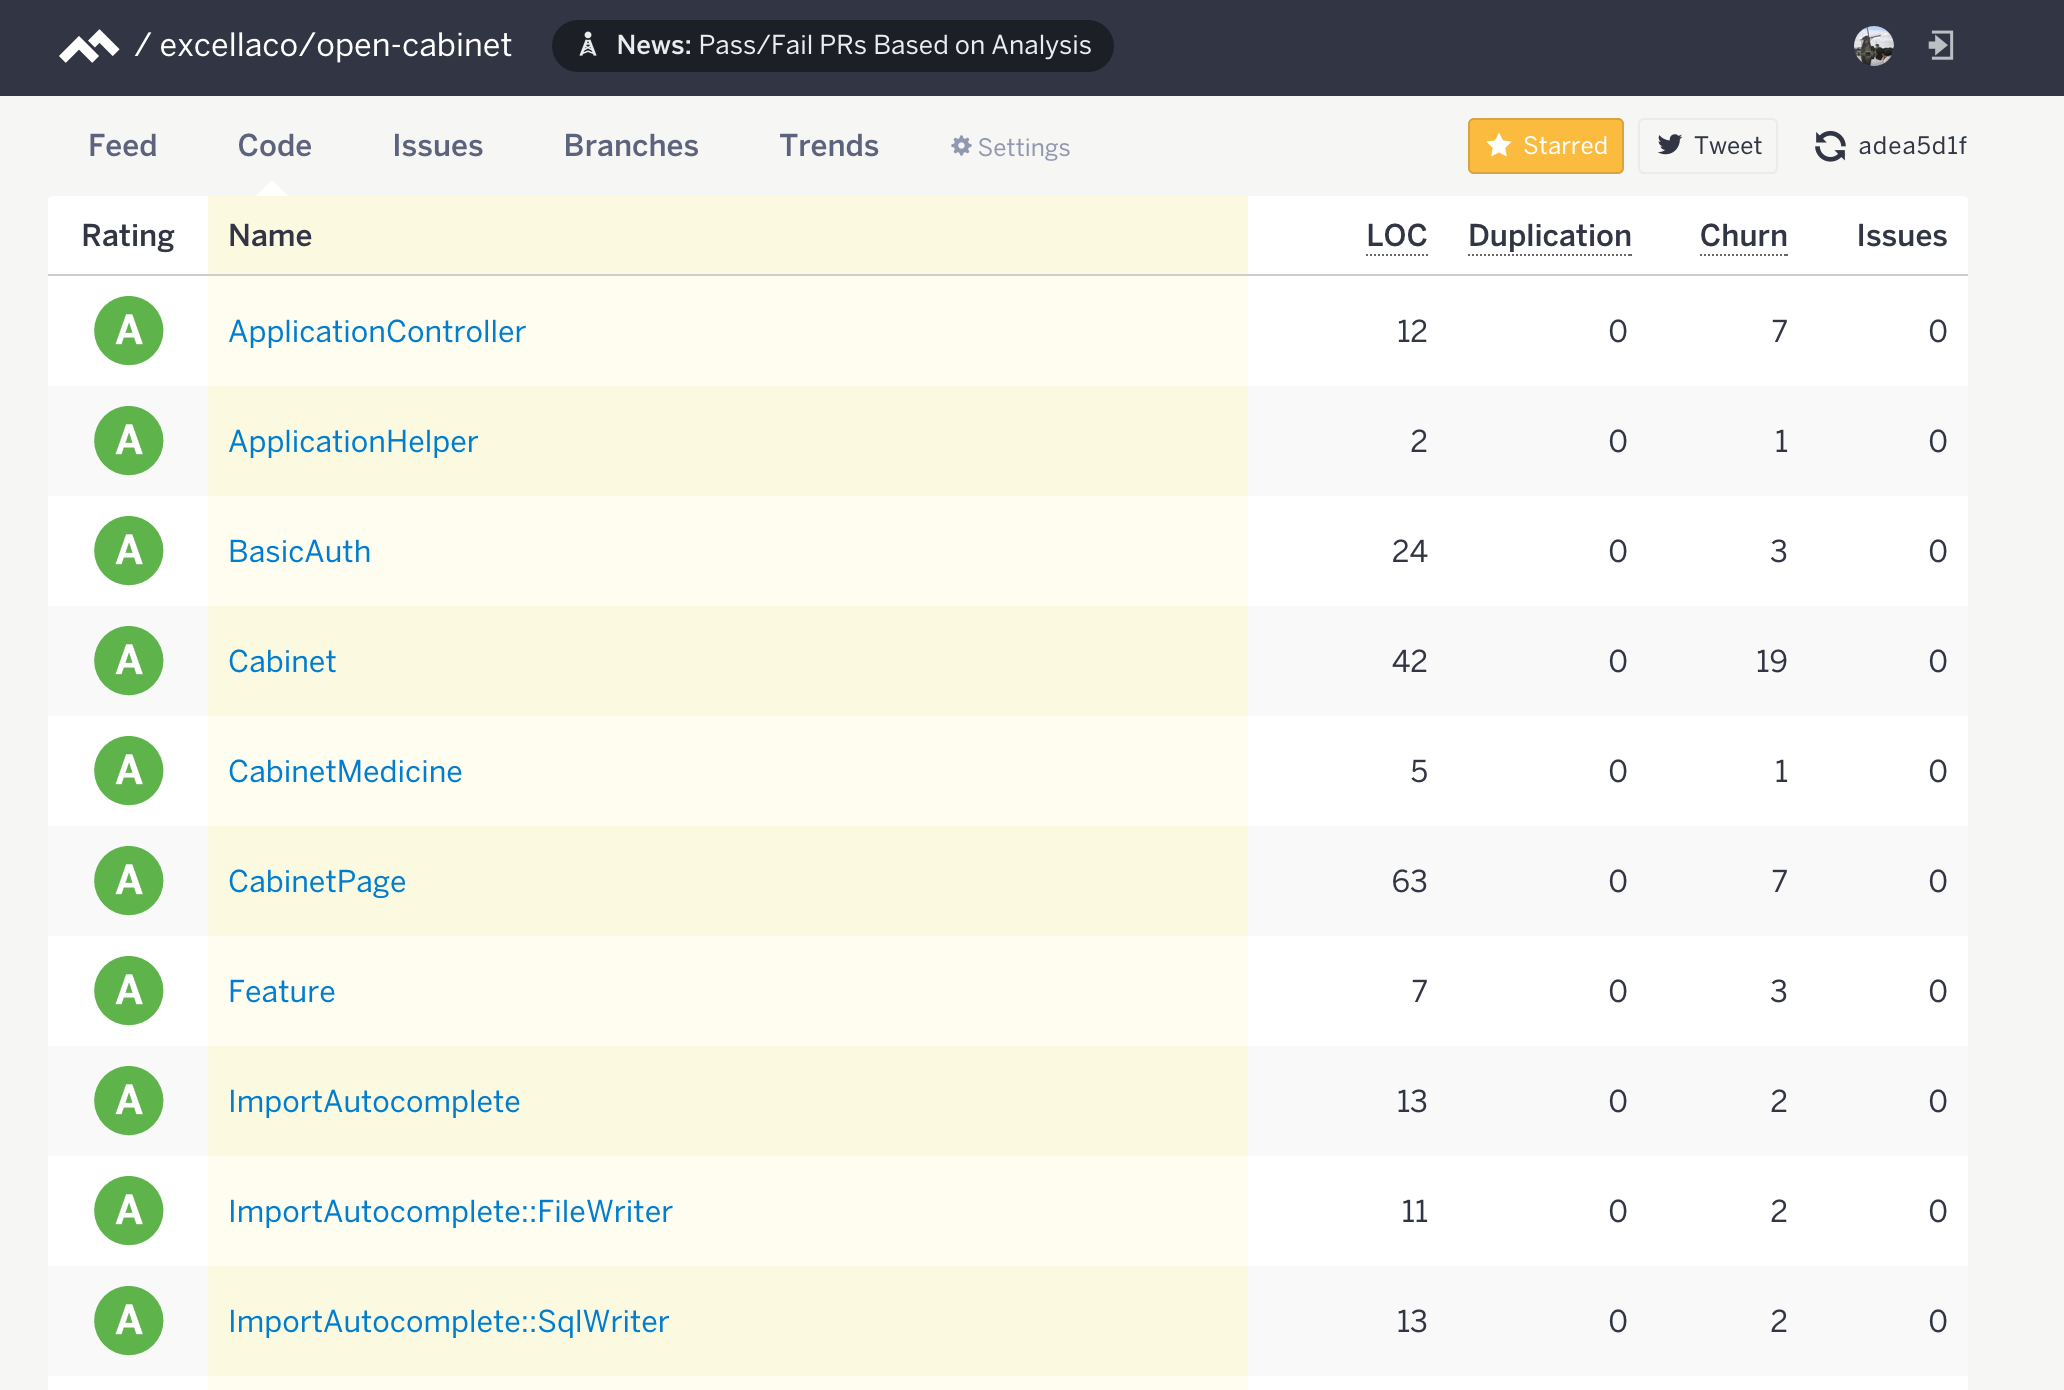 / excellaco/open-cabinet News: Pass/Fail PRs Based on Analysis
Feed Code Issues Branches Trends Settings Starred Tweet adea5d1f
Rating Name LOC Duplication Churn Issues
A ApplicationController 12 0 7 0
A ApplicationHelper 2 0 1 0
A BasicAuth 24 0 3 0
A Cabinet 42 0 19 0
A CabinetMedicine 5 0 1 0
A CabinetPage 63 0 7 0
A Feature 7 0 3 0
A ImportAutocomplete 13 0 2 0
A ImportAutocomplete::FileWriter 11 0 2 0
A ImportAutocomplete::SqlWriter 13 0 2 0